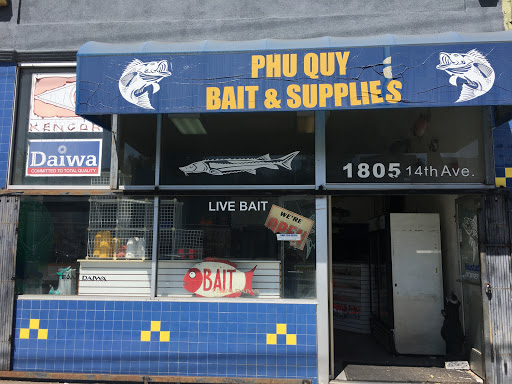 PHU QUY
BAIT & SUPPLIES
KENCOR
Daiwa
COMMITTED TO TOTAL QUALITY
1805 14th Ave.
LIVE BAIT
WE'RE
OPEN
DAIWA
BAIT